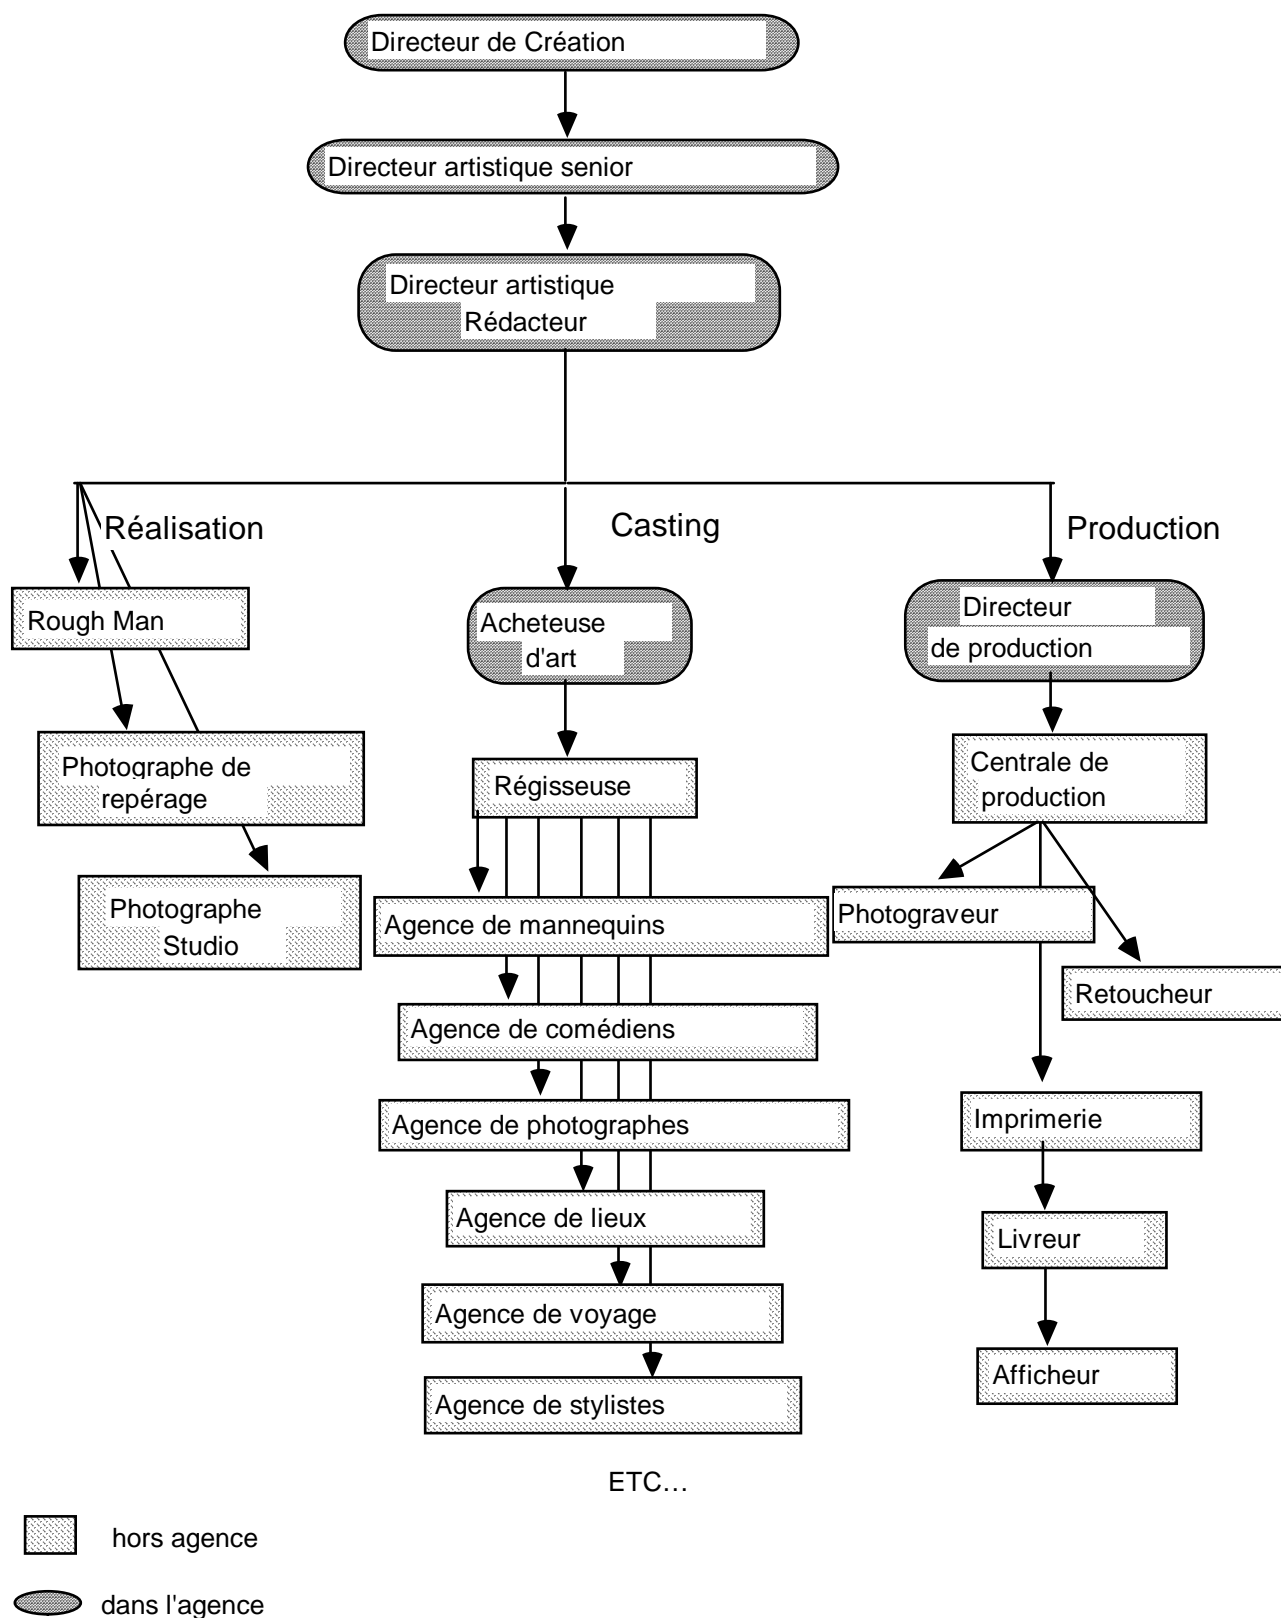 Directeur de Création
Directeur artistique senior
Directeur artistique
Rédacteur
Réalisation
Casting
Production
Rough Man
Acheteuse
d'art
Directeur
de production
Photographe de
repérage
Régisseuse
Centrale de
production
Photographe
Studio
Agence de mannequins
Photograveur
Agence de comédiens
Retoucheur
Agence de photographes
Imprimerie
Agence de lieux
Livreur
Agence de voyage
Afficheur
Agence de stylistes
ETC...
hors agence
dans l'agence